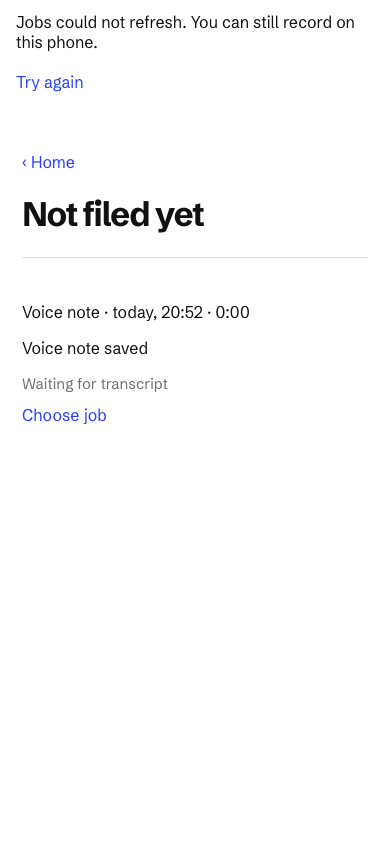 Jobs could not refresh. You can still record on
this phone.
Try again
‹ Home
Not filed yet
Voice note · today, 20:52 · 0:00
Voice note saved
Waiting for transcript
Choose job